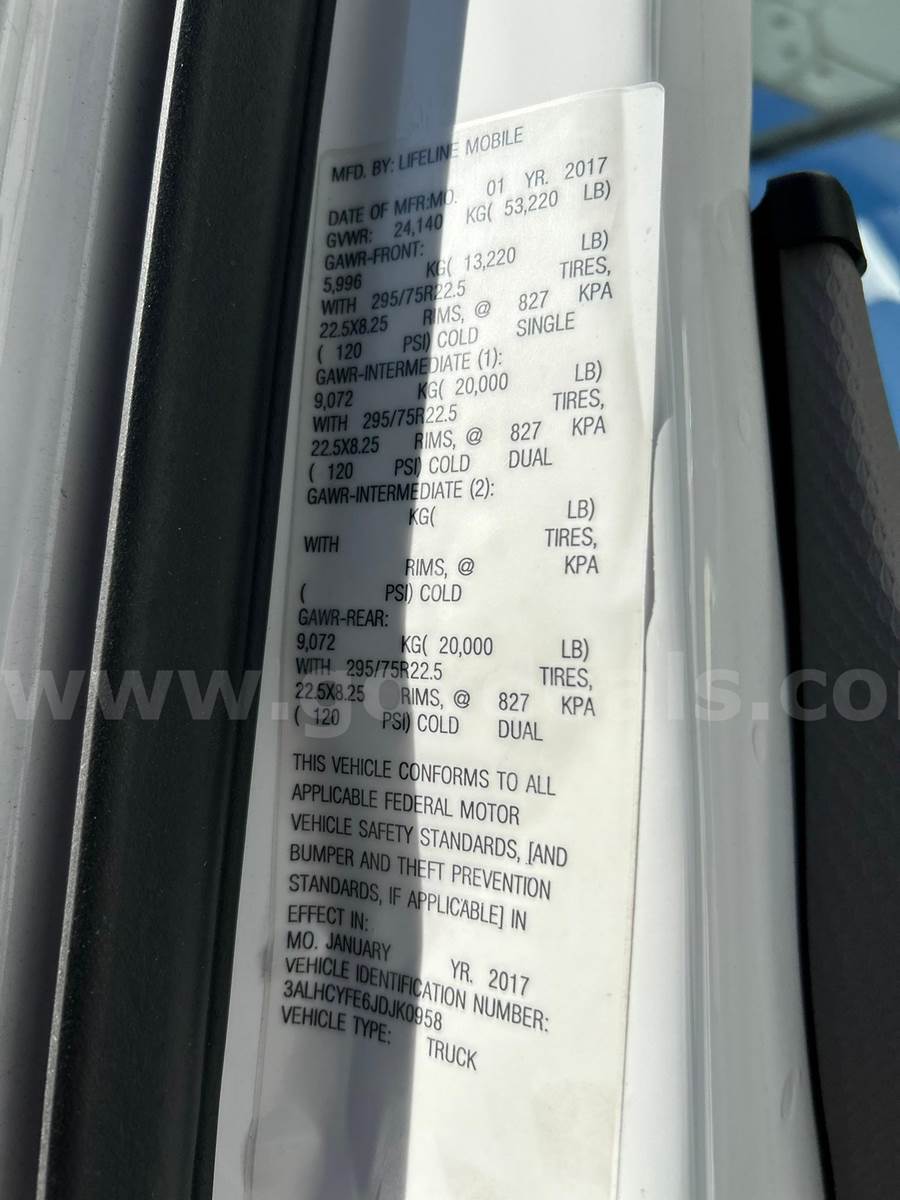 MFD. BY: LIFELINE MOBILE
DATE OF MFR:MO. 01 YR. 2017
GVWR: 24,140 KG( 53,220 LB)
GAWR-FRONT:
5,996 KG( 13,220 LB)
WITH 295/75R22.5 TIRES,
22.5X8.25 RIMS, @ 827 KPA
( 120 PSI) COLD SINGLE
GAWR-INTERMEDIATE (1):
9,072 KG( 20,000 LB)
WITH 295/75R22.5 TIRES,
22.5X8.25 RIMS, @ 827 KPA
( 120 PSI) COLD DUAL
GAWR-INTERMEDIATE (2):
KG( LB)
WITH TIRES,
RIMS, @ KPA
( PSI) COLD
GAWR-REAR:
9,072 KG( 20,000 LB)
WITH 295/75R22.5 TIRES,
22.5X8.25 RIMS, @ 827 KPA
( 120 PSI) COLD DUAL
THIS VEHICLE CONFORMS TO ALL
APPLICABLE FEDERAL MOTOR
VEHICLE SAFETY STANDARDS, [AND
BUMPER AND THEFT PREVENTION
STANDARDS, IF APPLICABLE] IN
EFFECT IN:
MO. JANUARY YR. 2017
VEHICLE IDENTIFICATION NUMBER:
3ALHCYFE6JDJK0958
VEHICLE TYPE: TRUCK